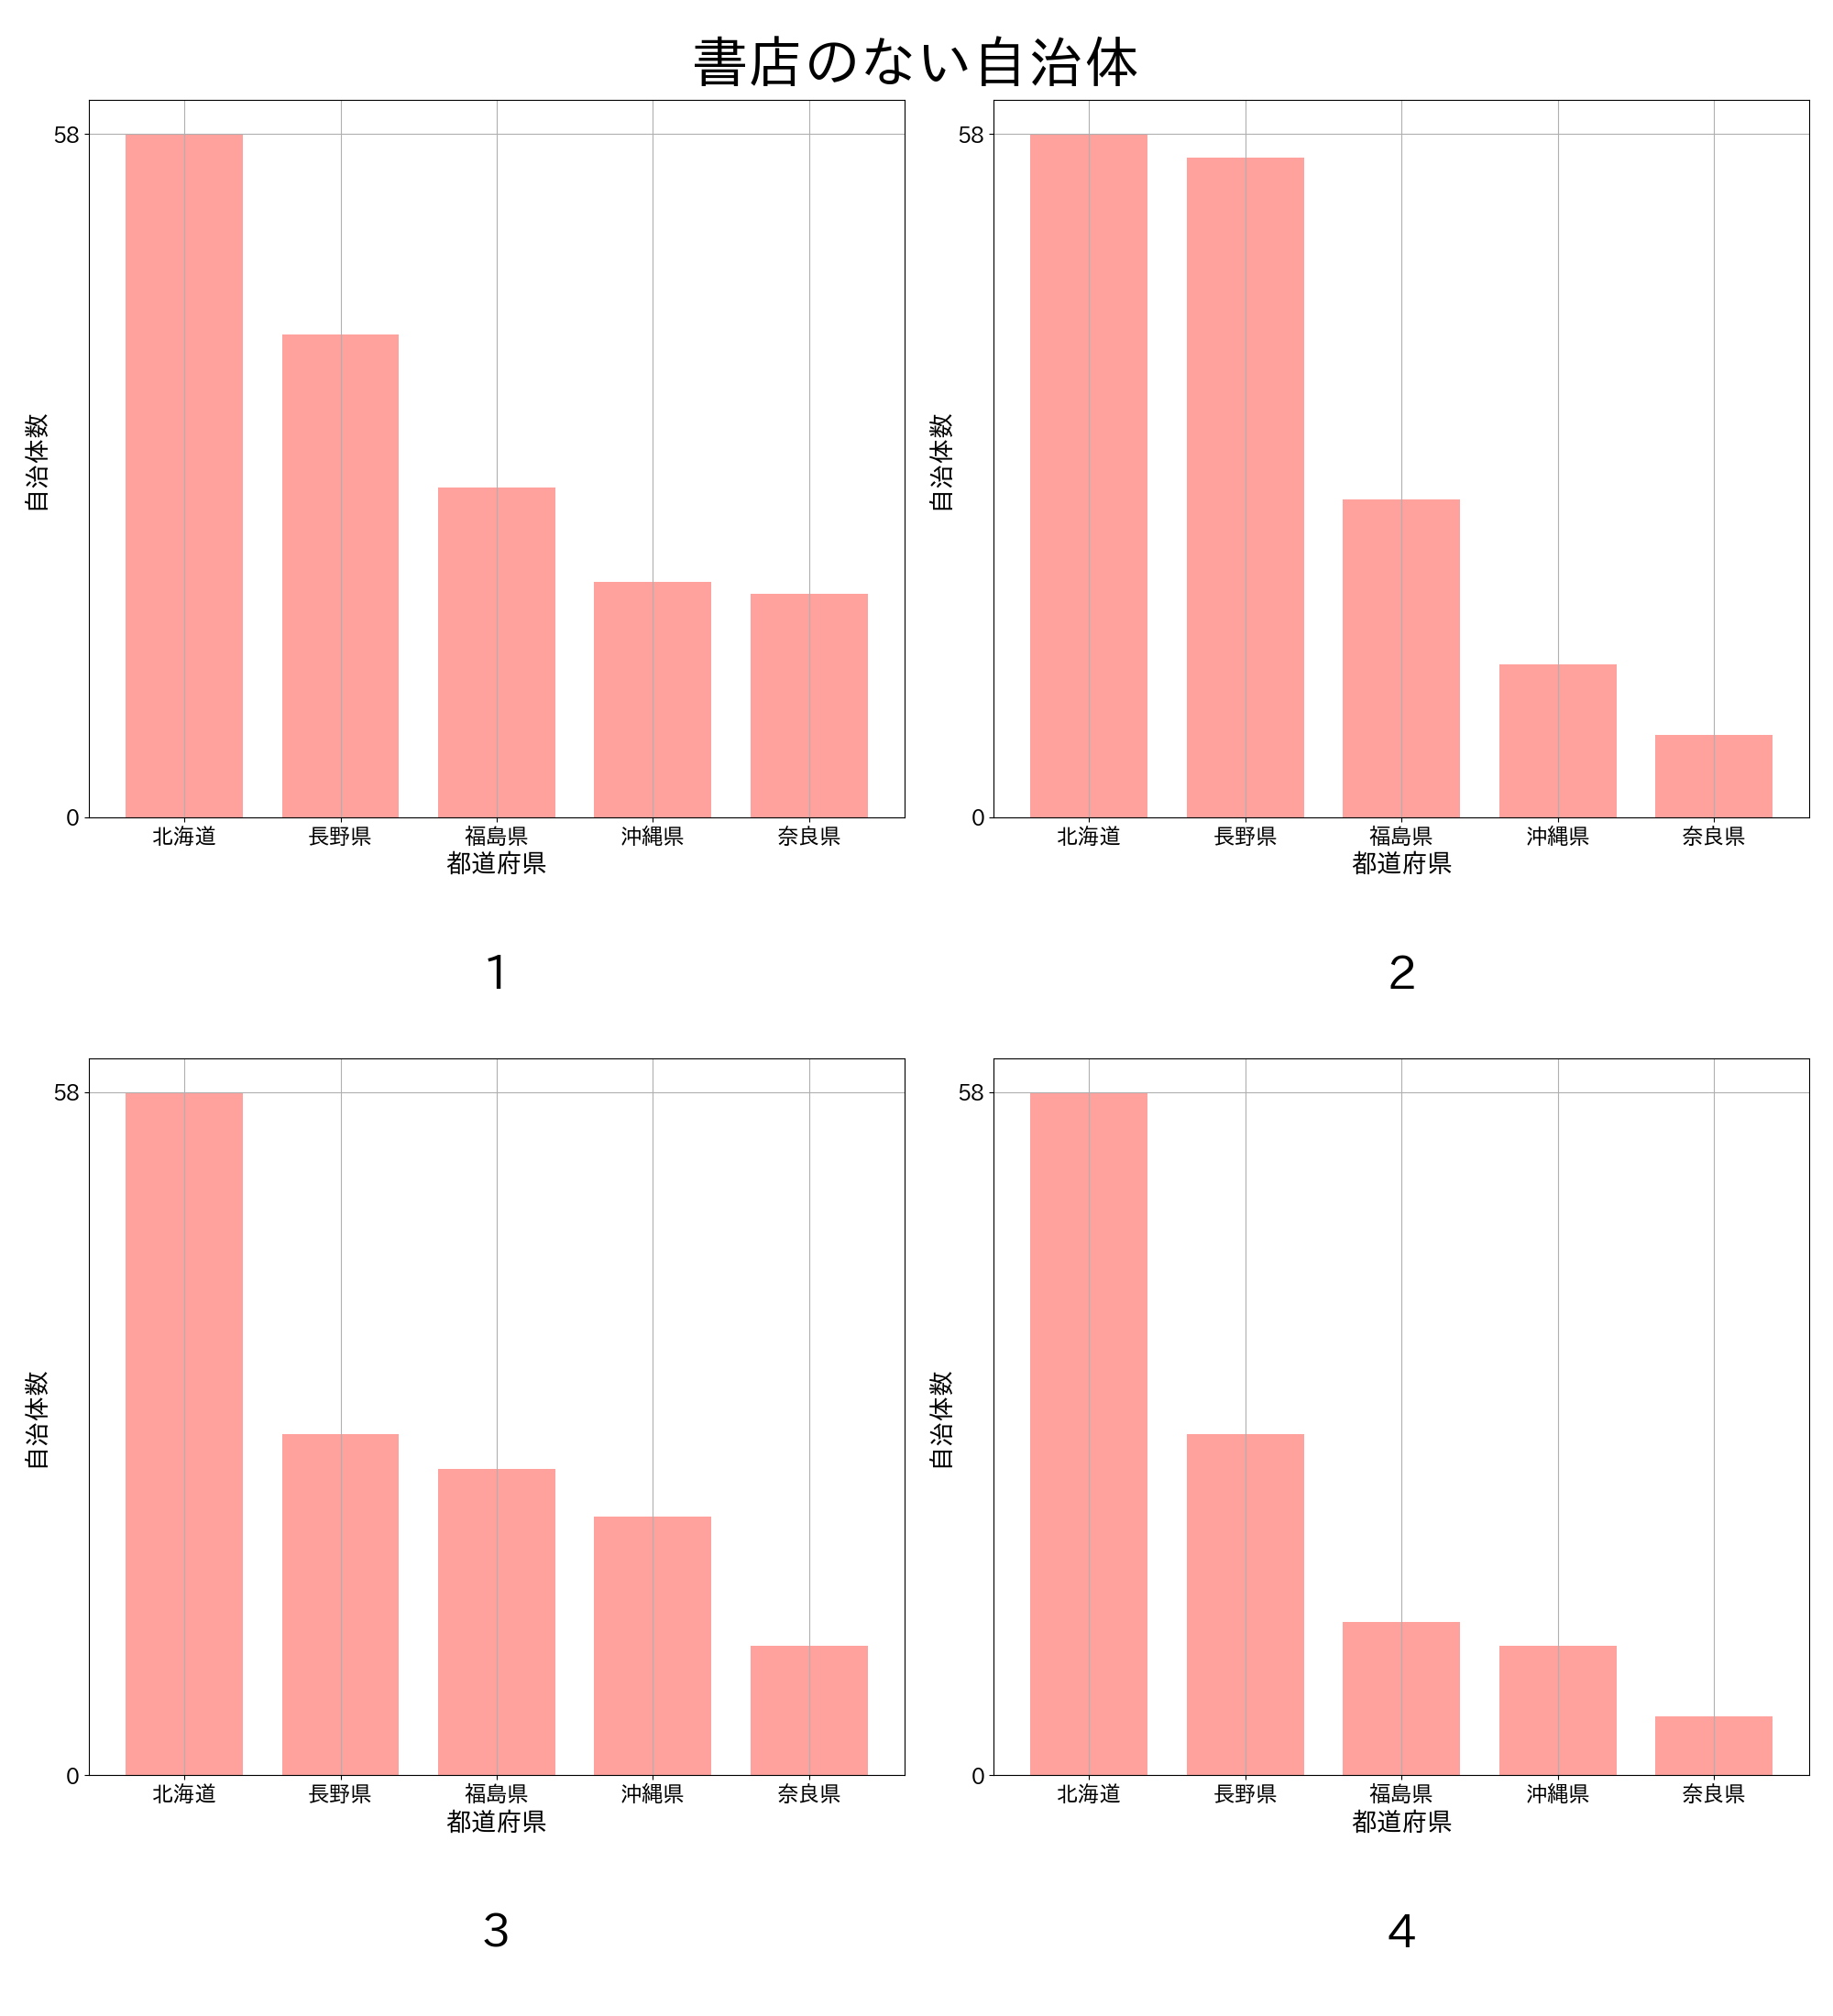 書店のない自治体
58
0
自治体数
北海道 長野県 福島県 沖縄県 奈良県
都道府県
1
58
0
自治体数
北海道 長野県 福島県 沖縄県 奈良県
都道府県
2
58
0
自治体数
北海道 長野県 福島県 沖縄県 奈良県
都道府県
3
58
0
自治体数
北海道 長野県 福島県 沖縄県 奈良県
都道府県
4